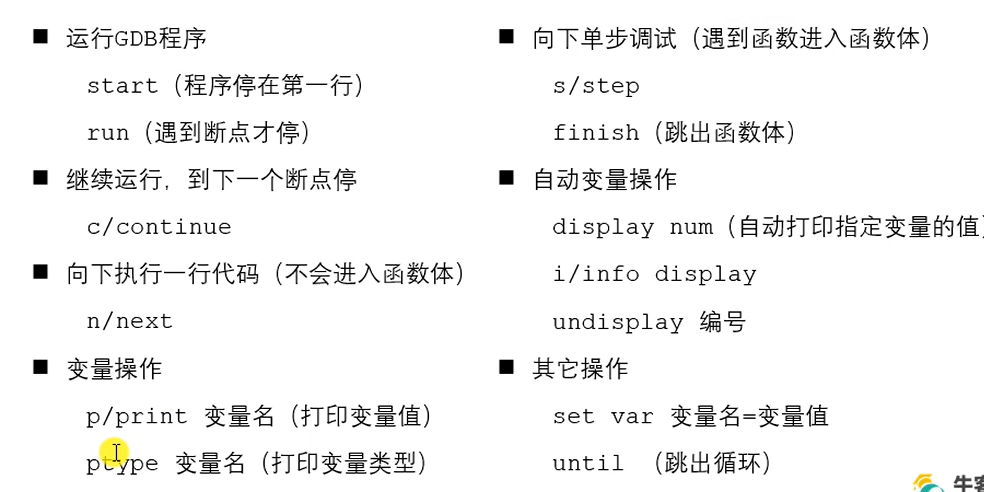 ■ 运行GDB程序
start（程序停在第一行）
run（遇到断点才停）
■ 继续运行，到下一个断点停
c/continue
■ 向下执行一行代码（不会进入函数体）
n/next
■ 变量操作
p/print 变量名（打印变量值）
ptype 变量名（打印变量类型）
■ 向下单步调试（遇到函数进入函数体）
s/step
finish（跳出函数体）
■ 自动变量操作
display num（自动打印指定变量的值）
i/info display
undisplay 编号
■ 其它操作
set var 变量名=变量值
until （跳出循环）
牛客